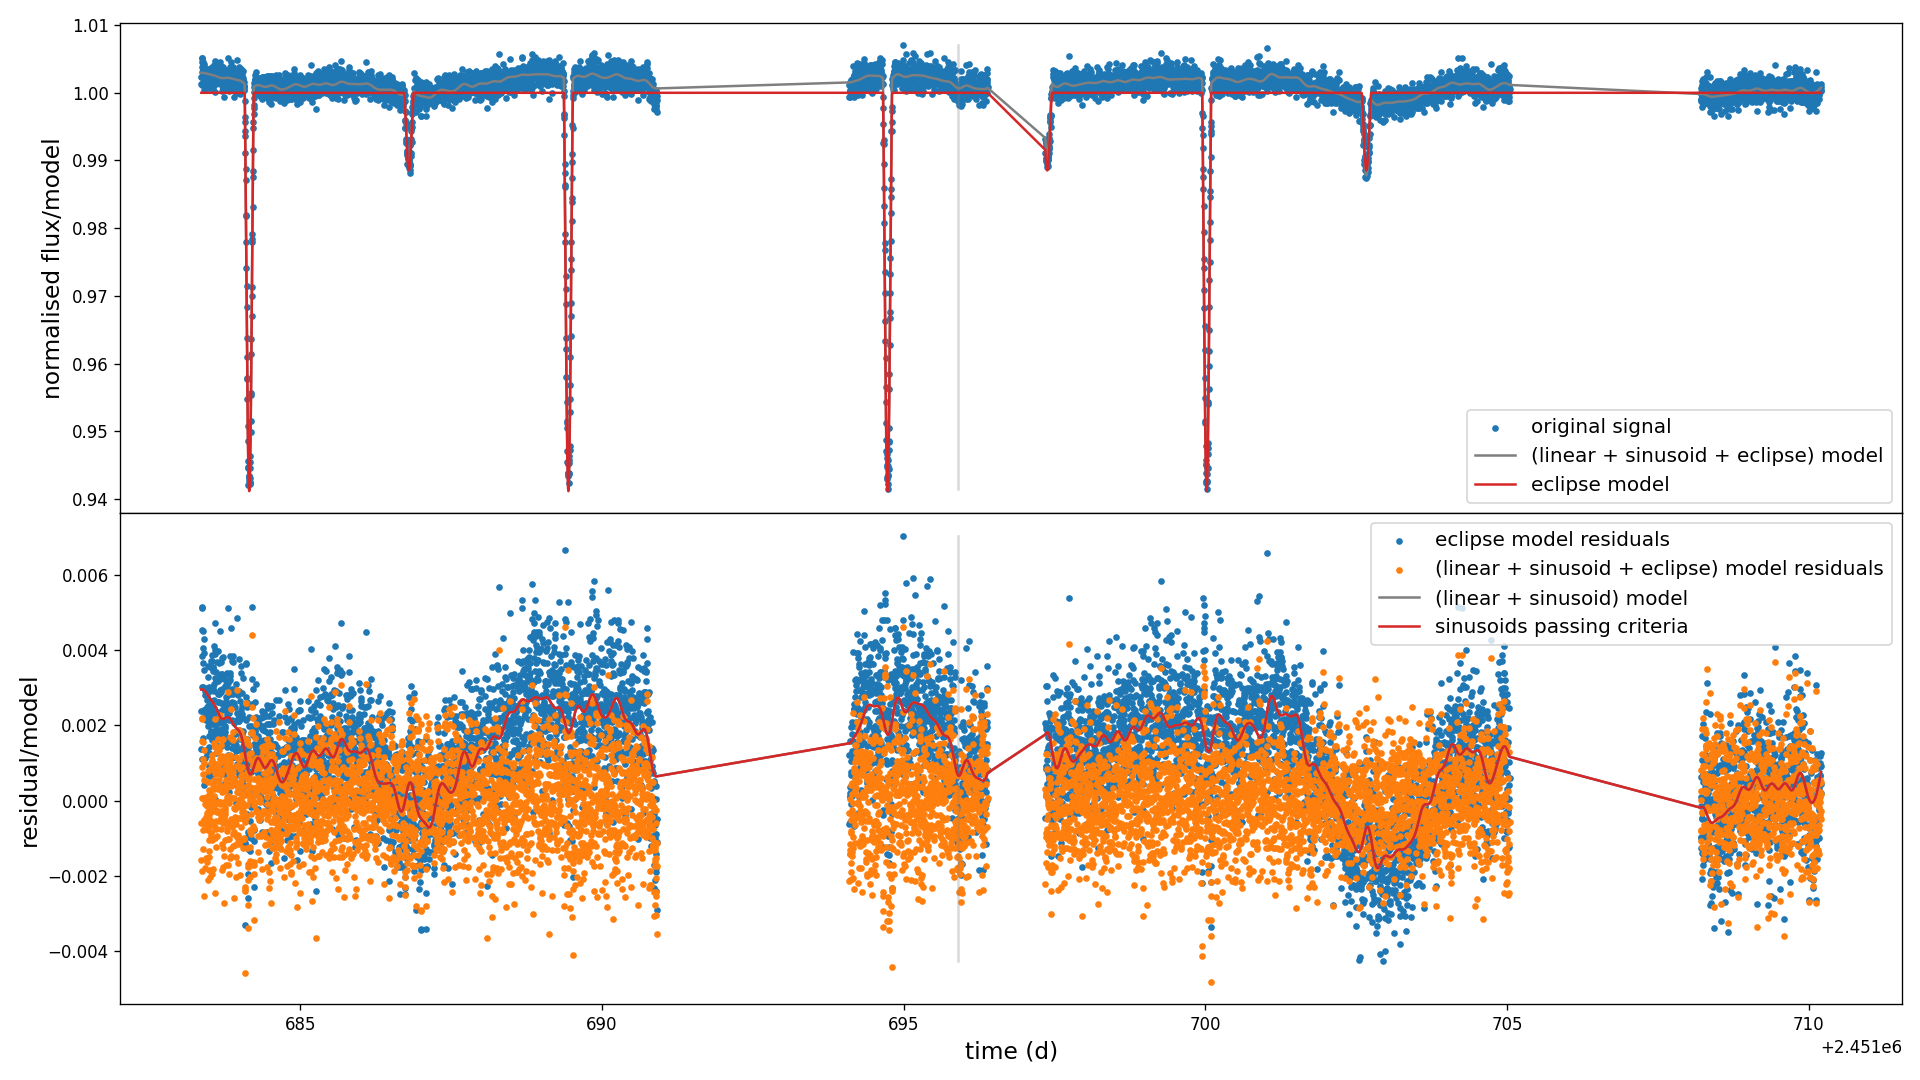 1.01
1.00
0.99
0.98
0.97
0.96
0.95
0.94
normalised flux/model
original signal
(linear + sinusoid + eclipse) model
eclipse model
0.006
0.004
0.002
0.000
−0.002
−0.004
residual/model
eclipse model residuals
(linear + sinusoid + eclipse) model residuals
(linear + sinusoid) model
sinusoids passing criteria
685
690
695
700
705
710
time (d)
+2.451e6